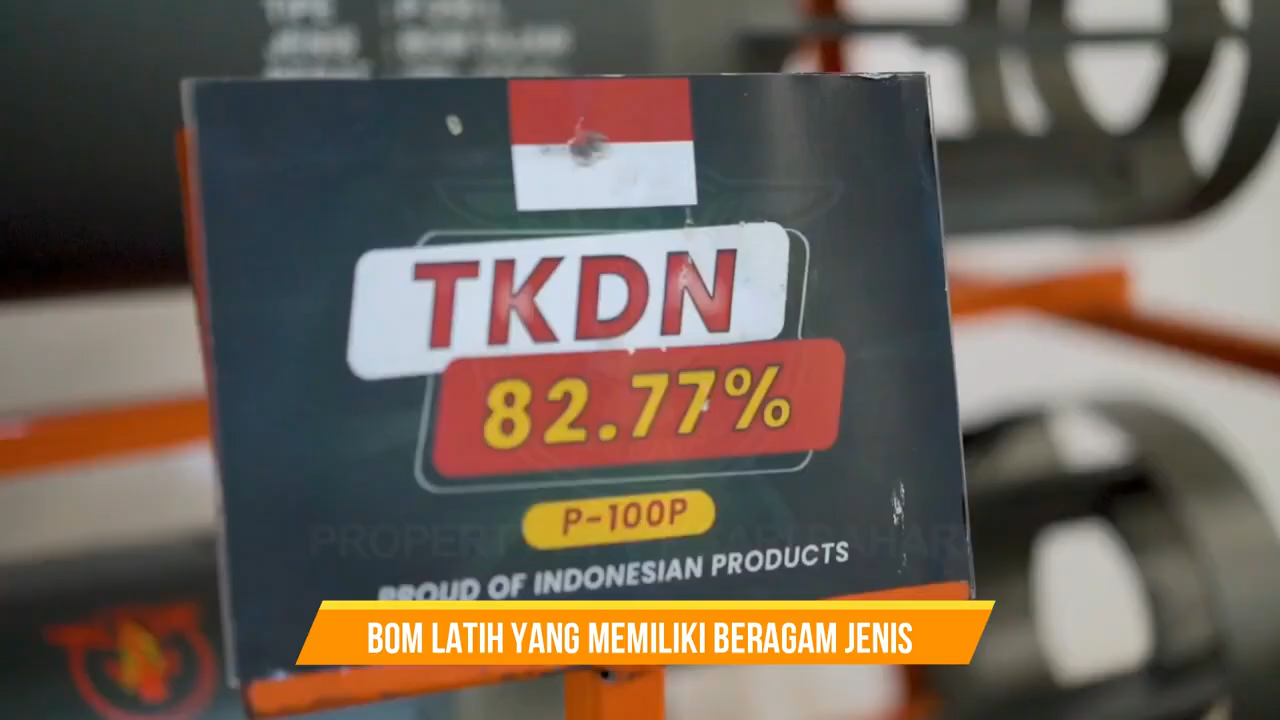 TKDN
82.77%
P-100P
PROUD OF INDONESIAN PRODUCTS
BOM LATIH YANG MEMILIKI BERAGAM JENIS